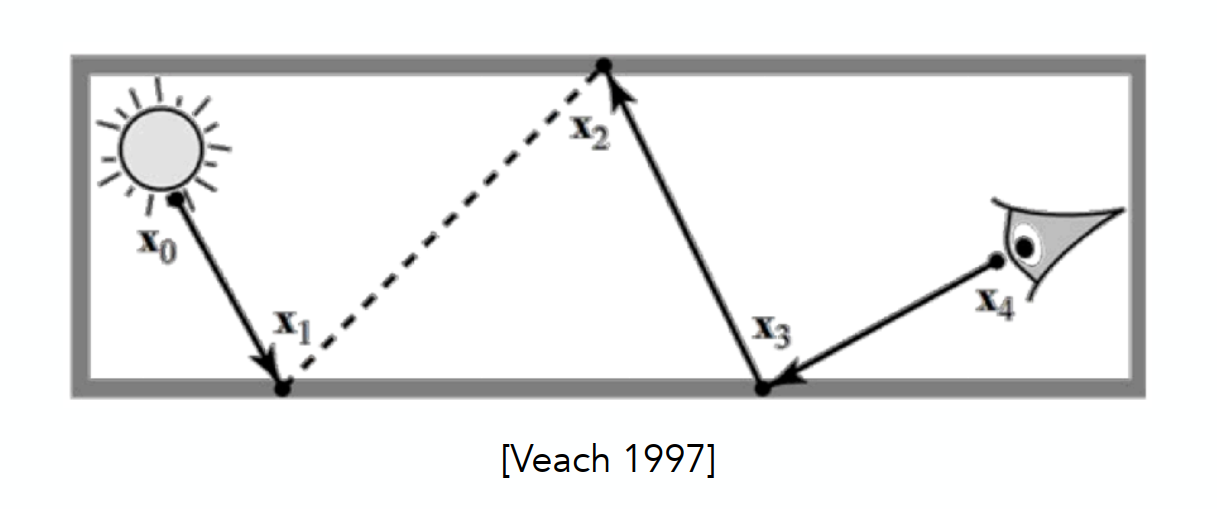 x₂
x₀
x₄
x₁
x₃
[Veach 1997]